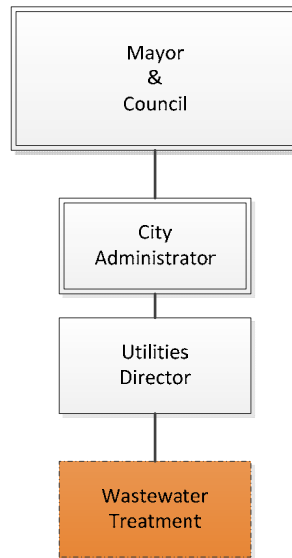 Mayor
&
Council
City
Administrator
Utilities
Director
Wastewater
Treatment